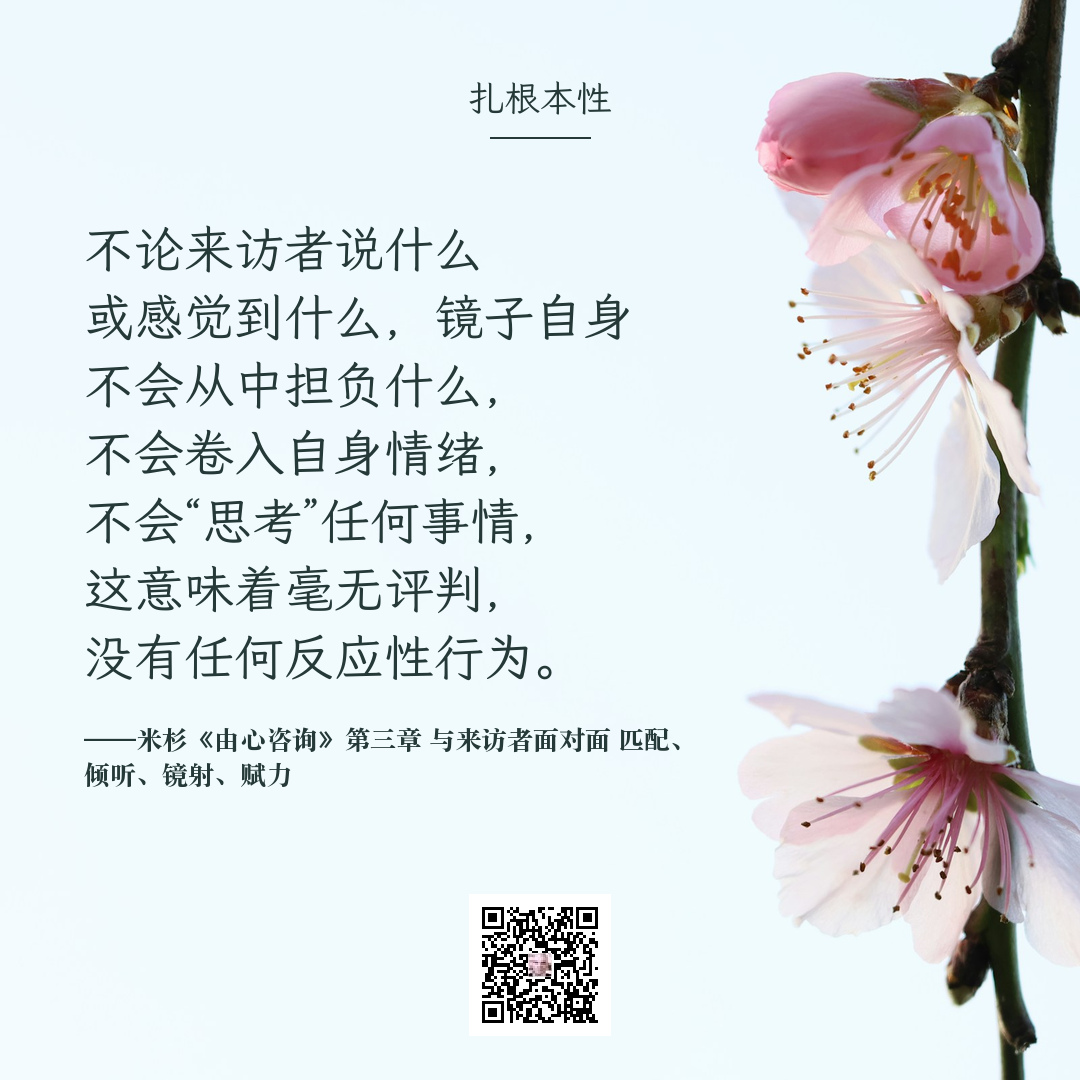 扎根本性
不论来访者说什么
或感觉到什么，镜子自身
不会从中担负什么，
不会卷入自身情绪，
不会“思考”任何事情，
这意味着毫无评判，
没有任何反应性行为。
——米杉《由心咨询》第三章 与来访者面对面 匹配、
倾听、镜射、赋力